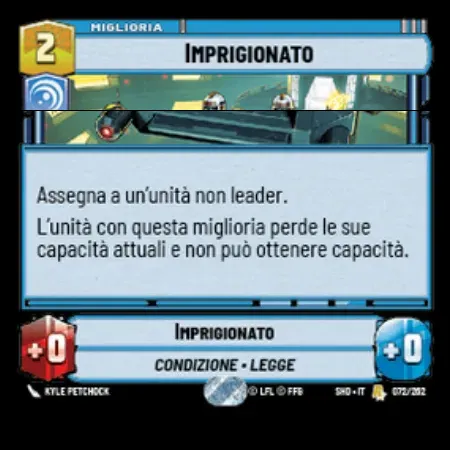 MIGLIORIA
2
IMPRIGIONATO
Assegna a un'unità non leader.
L'unità con questa miglioria perde le sue
capacità attuali e non può ottenere capacità.
IMPRIGIONATO
+0
+0
CONDIZIONE • LEGGE
KYLE PETCHOCK
© LFL © FFG
SHD • IT
072/262